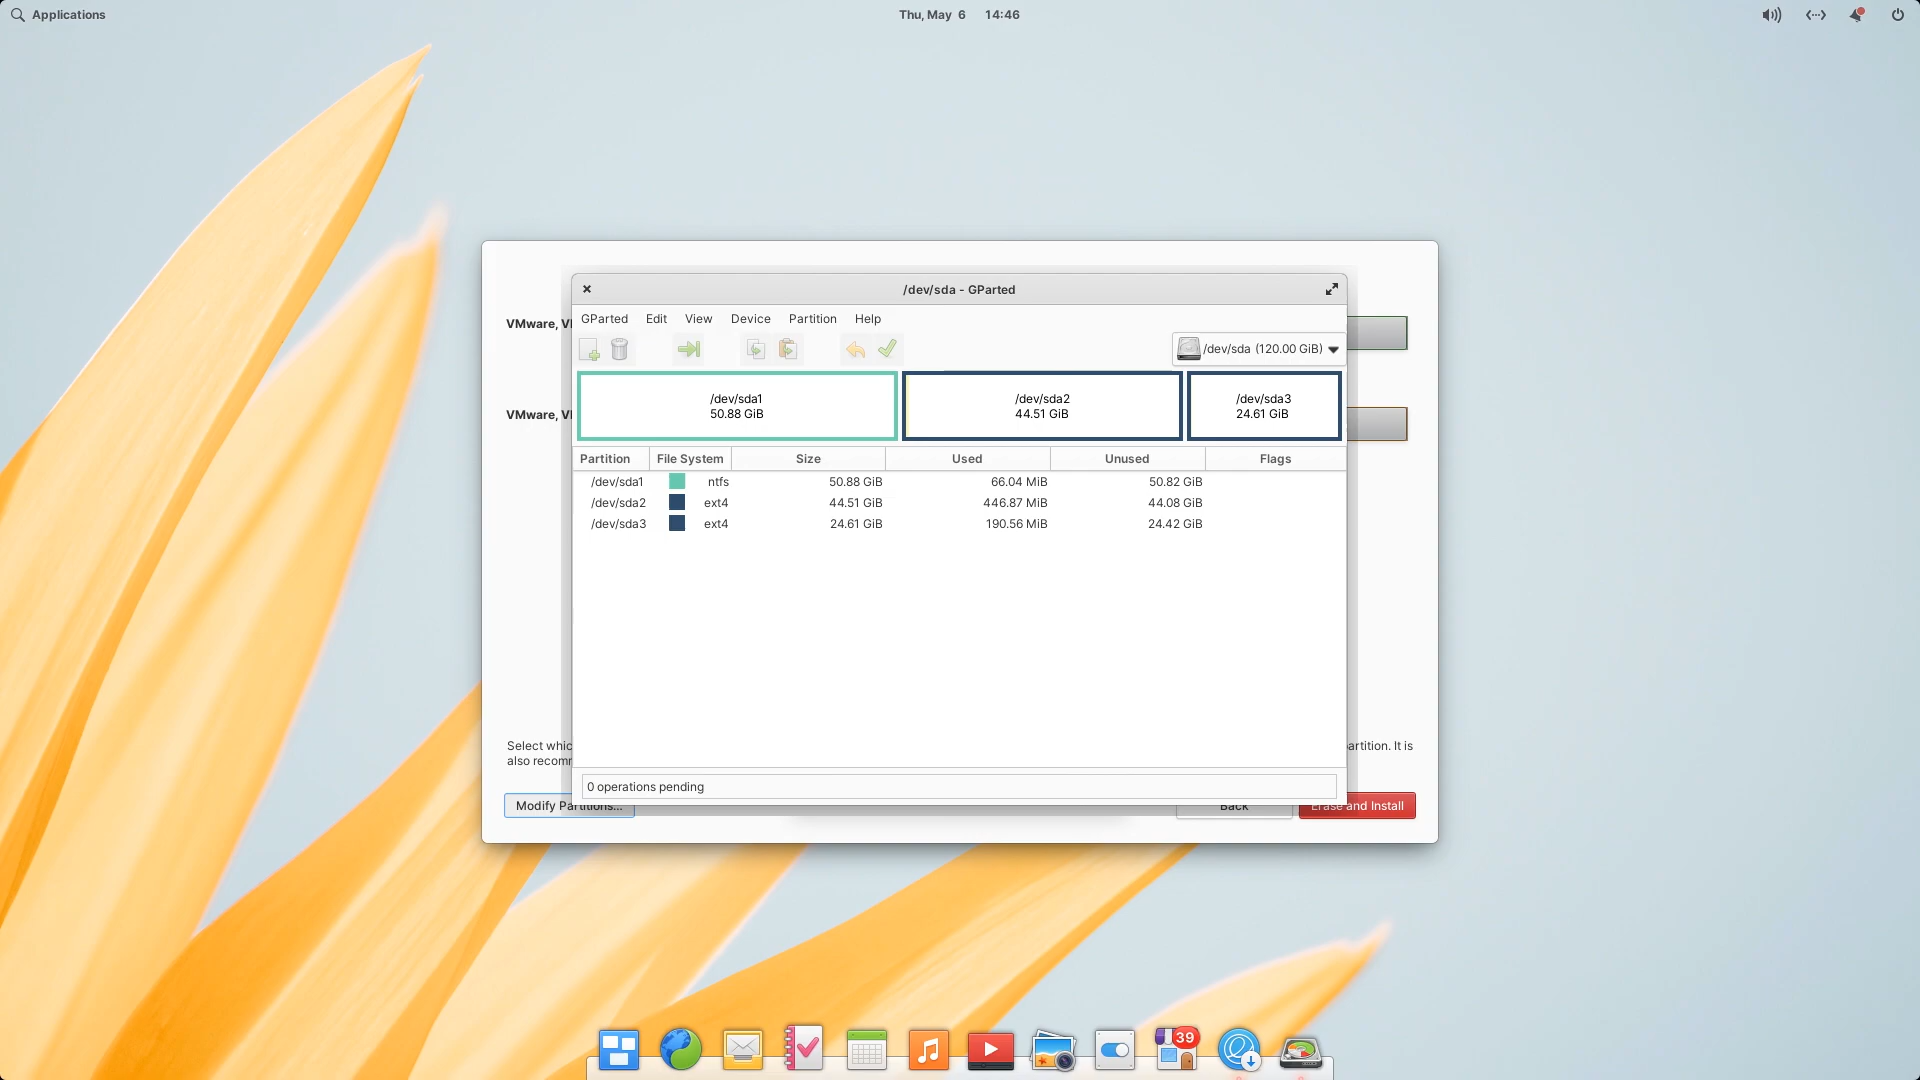 Applications
Thu, May 6 14:46
/dev/sda - GParted
GParted Edit View Device Partition Help
VMware, V
/dev/sda (120.00 GiB)
/dev/sda1
50.88 GiB
/dev/sda2
44.51 GiB
/dev/sda3
24.61 GiB
VMware, V
Partition File System Size Used Unused Flags
/dev/sda1 ntfs 50.88 GiB 66.04 MiB 50.82 GiB
/dev/sda2 ext4 44.51 GiB 446.87 MiB 44.08 GiB
/dev/sda3 ext4 24.61 GiB 190.56 MiB 24.42 GiB
Select whic artition. It is
also recom
0 operations pending
Modify Partitions... Back Erase and Install
39